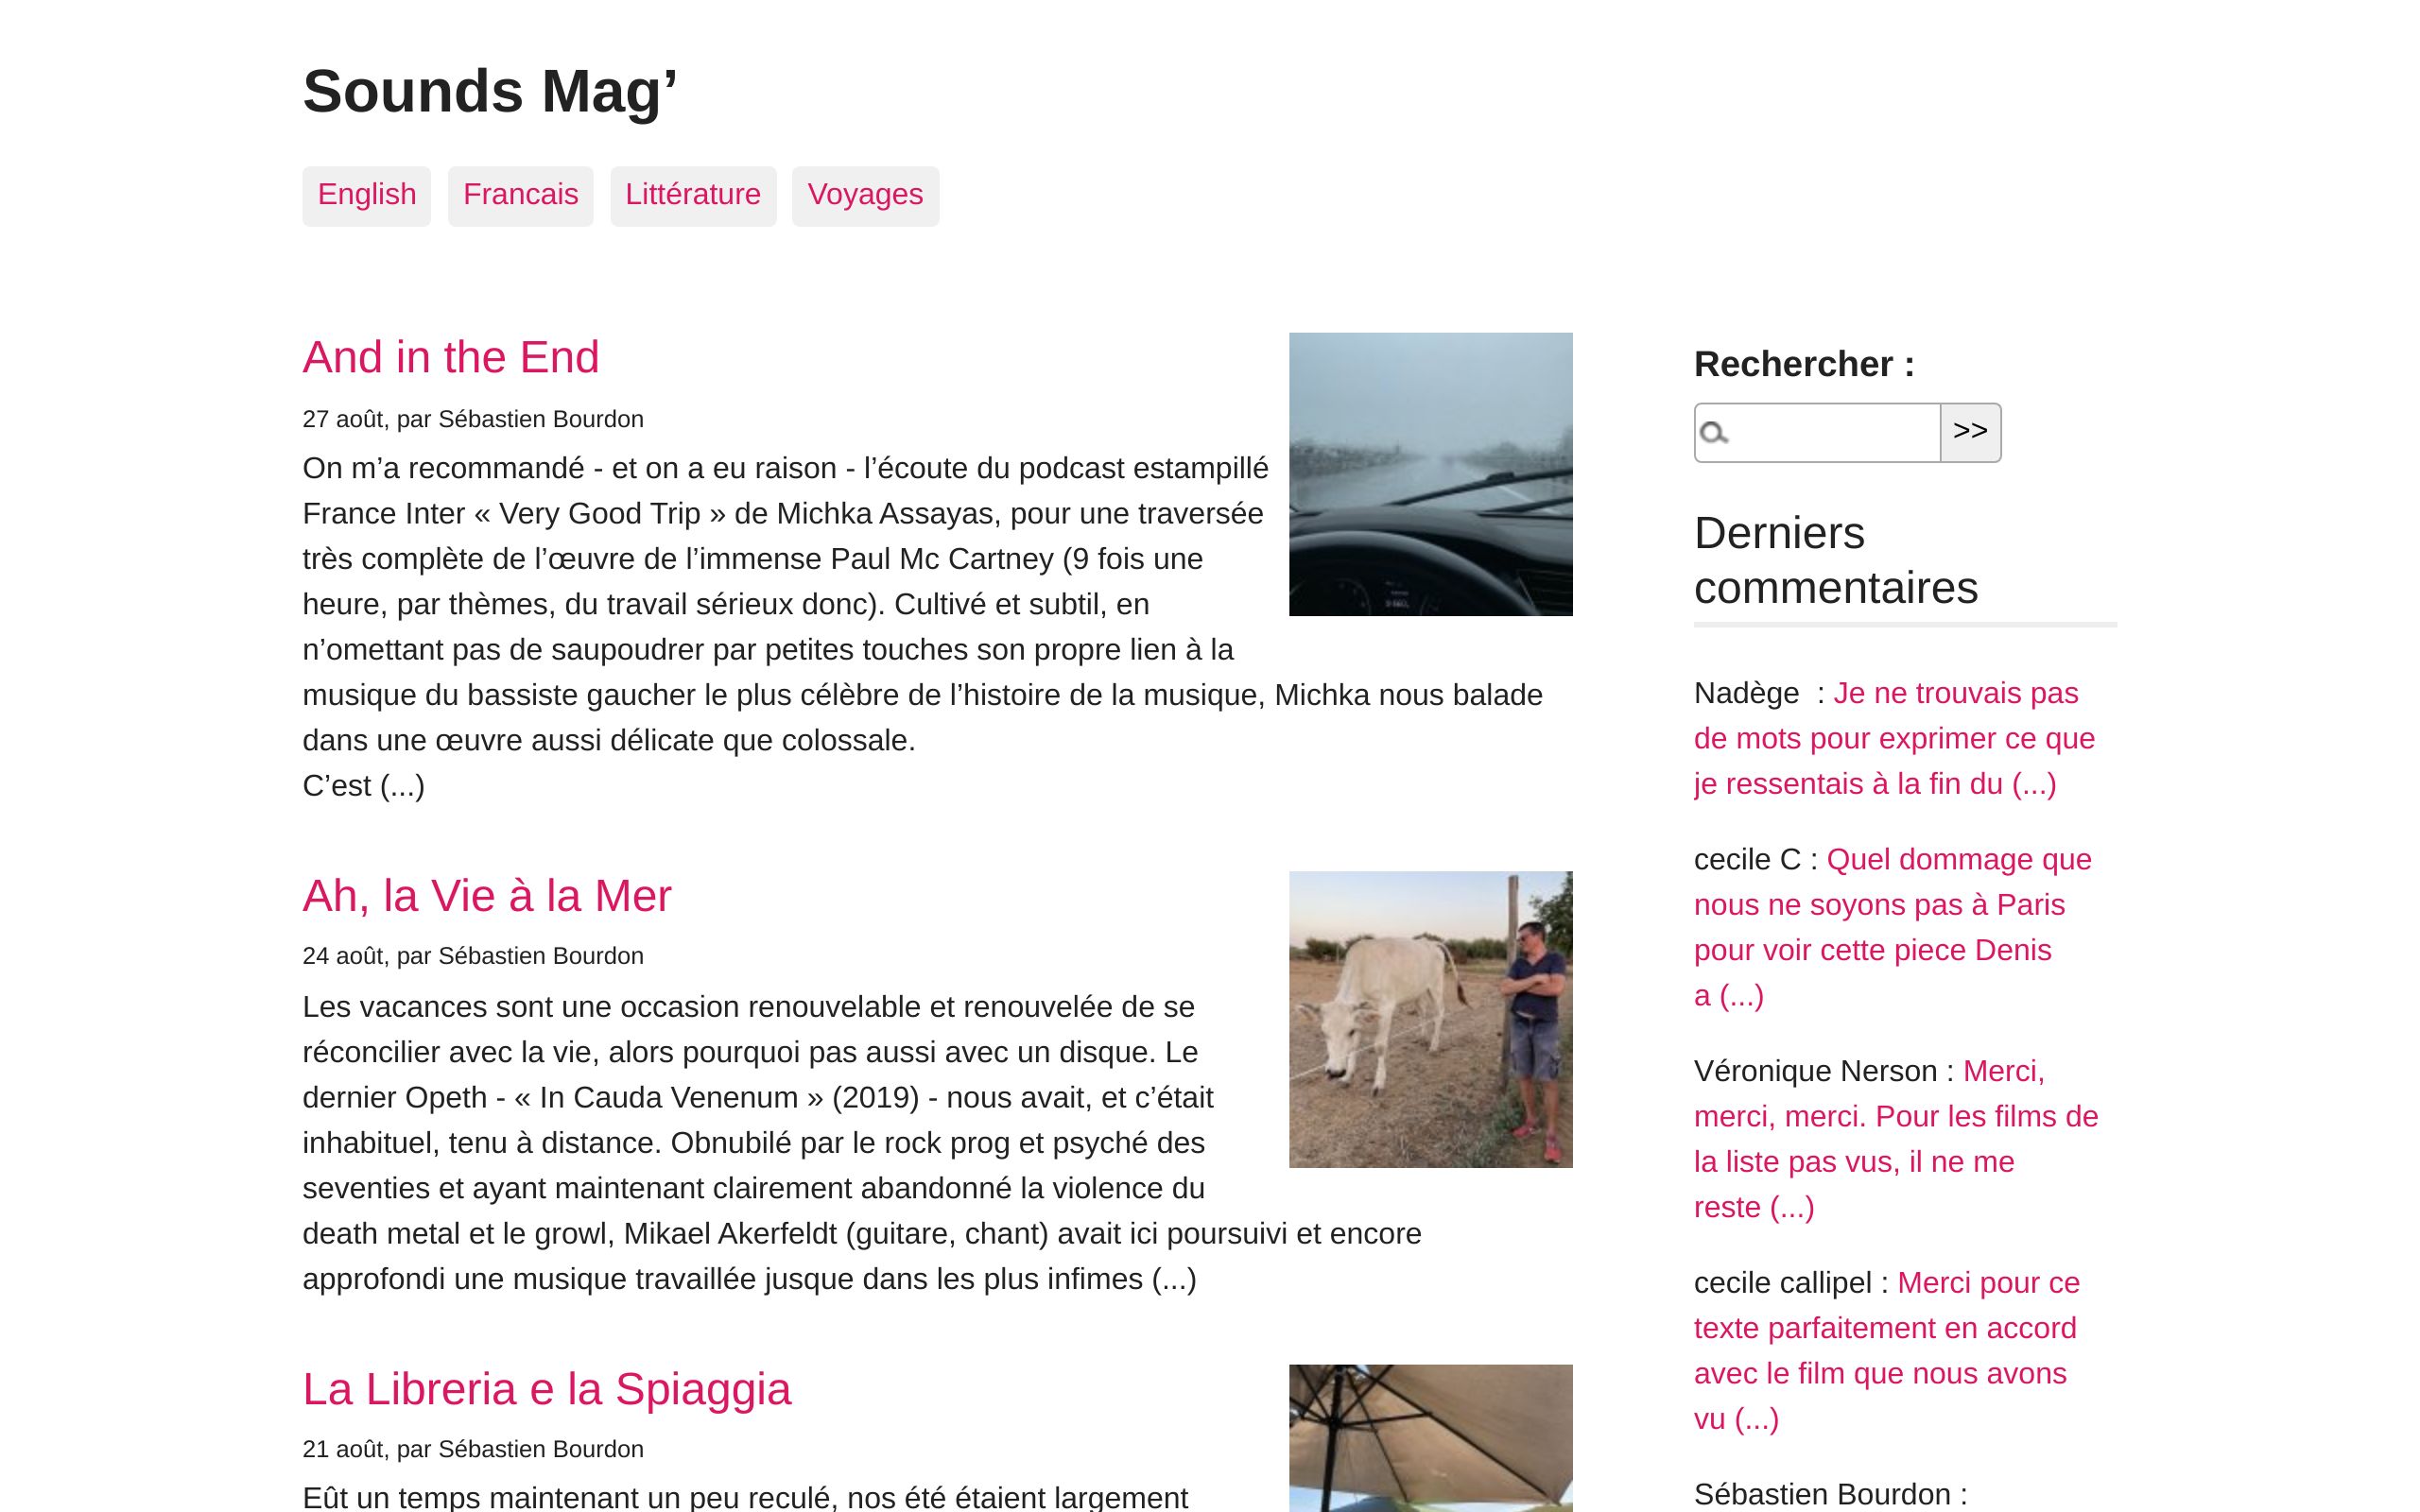 Sounds Mag’
English Francais Littérature Voyages
And in the End
27 août, par Sébastien Bourdon
On m’a recommandé - et on a eu raison - l’écoute du podcast estampillé
France Inter « Very Good Trip » de Michka Assayas, pour une traversée
très complète de l’œuvre de l’immense Paul Mc Cartney (9 fois une
heure, par thèmes, du travail sérieux donc). Cultivé et subtil, en
n’omettant pas de saupoudrer par petites touches son propre lien à la
musique du bassiste gaucher le plus célèbre de l’histoire de la musique, Michka nous balade
dans une œuvre aussi délicate que colossale.
C’est (...)
Ah, la Vie à la Mer
24 août, par Sébastien Bourdon
Les vacances sont une occasion renouvelable et renouvelée de se
réconcilier avec la vie, alors pourquoi pas aussi avec un disque. Le
dernier Opeth - « In Cauda Venenum » (2019) - nous avait, et c’était
inhabituel, tenu à distance. Obnubilé par le rock prog et psyché des
seventies et ayant maintenant clairement abandonné la violence du
death metal et le growl, Mikael Akerfeldt (guitare, chant) avait ici poursuivi et encore
approfondi une musique travaillée jusque dans les plus infimes (...)
La Libreria e la Spiaggia
21 août, par Sébastien Bourdon
Eût un temps maintenant un peu reculé, nos été étaient largement
Rechercher :
>>
Derniers
commentaires
Nadège  : Je ne trouvais pas
de mots pour exprimer ce que
je ressentais à la fin du (...)
cecile C : Quel dommage que
nous ne soyons pas à Paris
pour voir cette piece Denis
a (...)
Véronique Nerson : Merci,
merci, merci. Pour les films de
la liste pas vus, il ne me
reste (...)
cecile callipel : Merci pour ce
texte parfaitement en accord
avec le film que nous avons
vu (...)
Sébastien Bourdon :